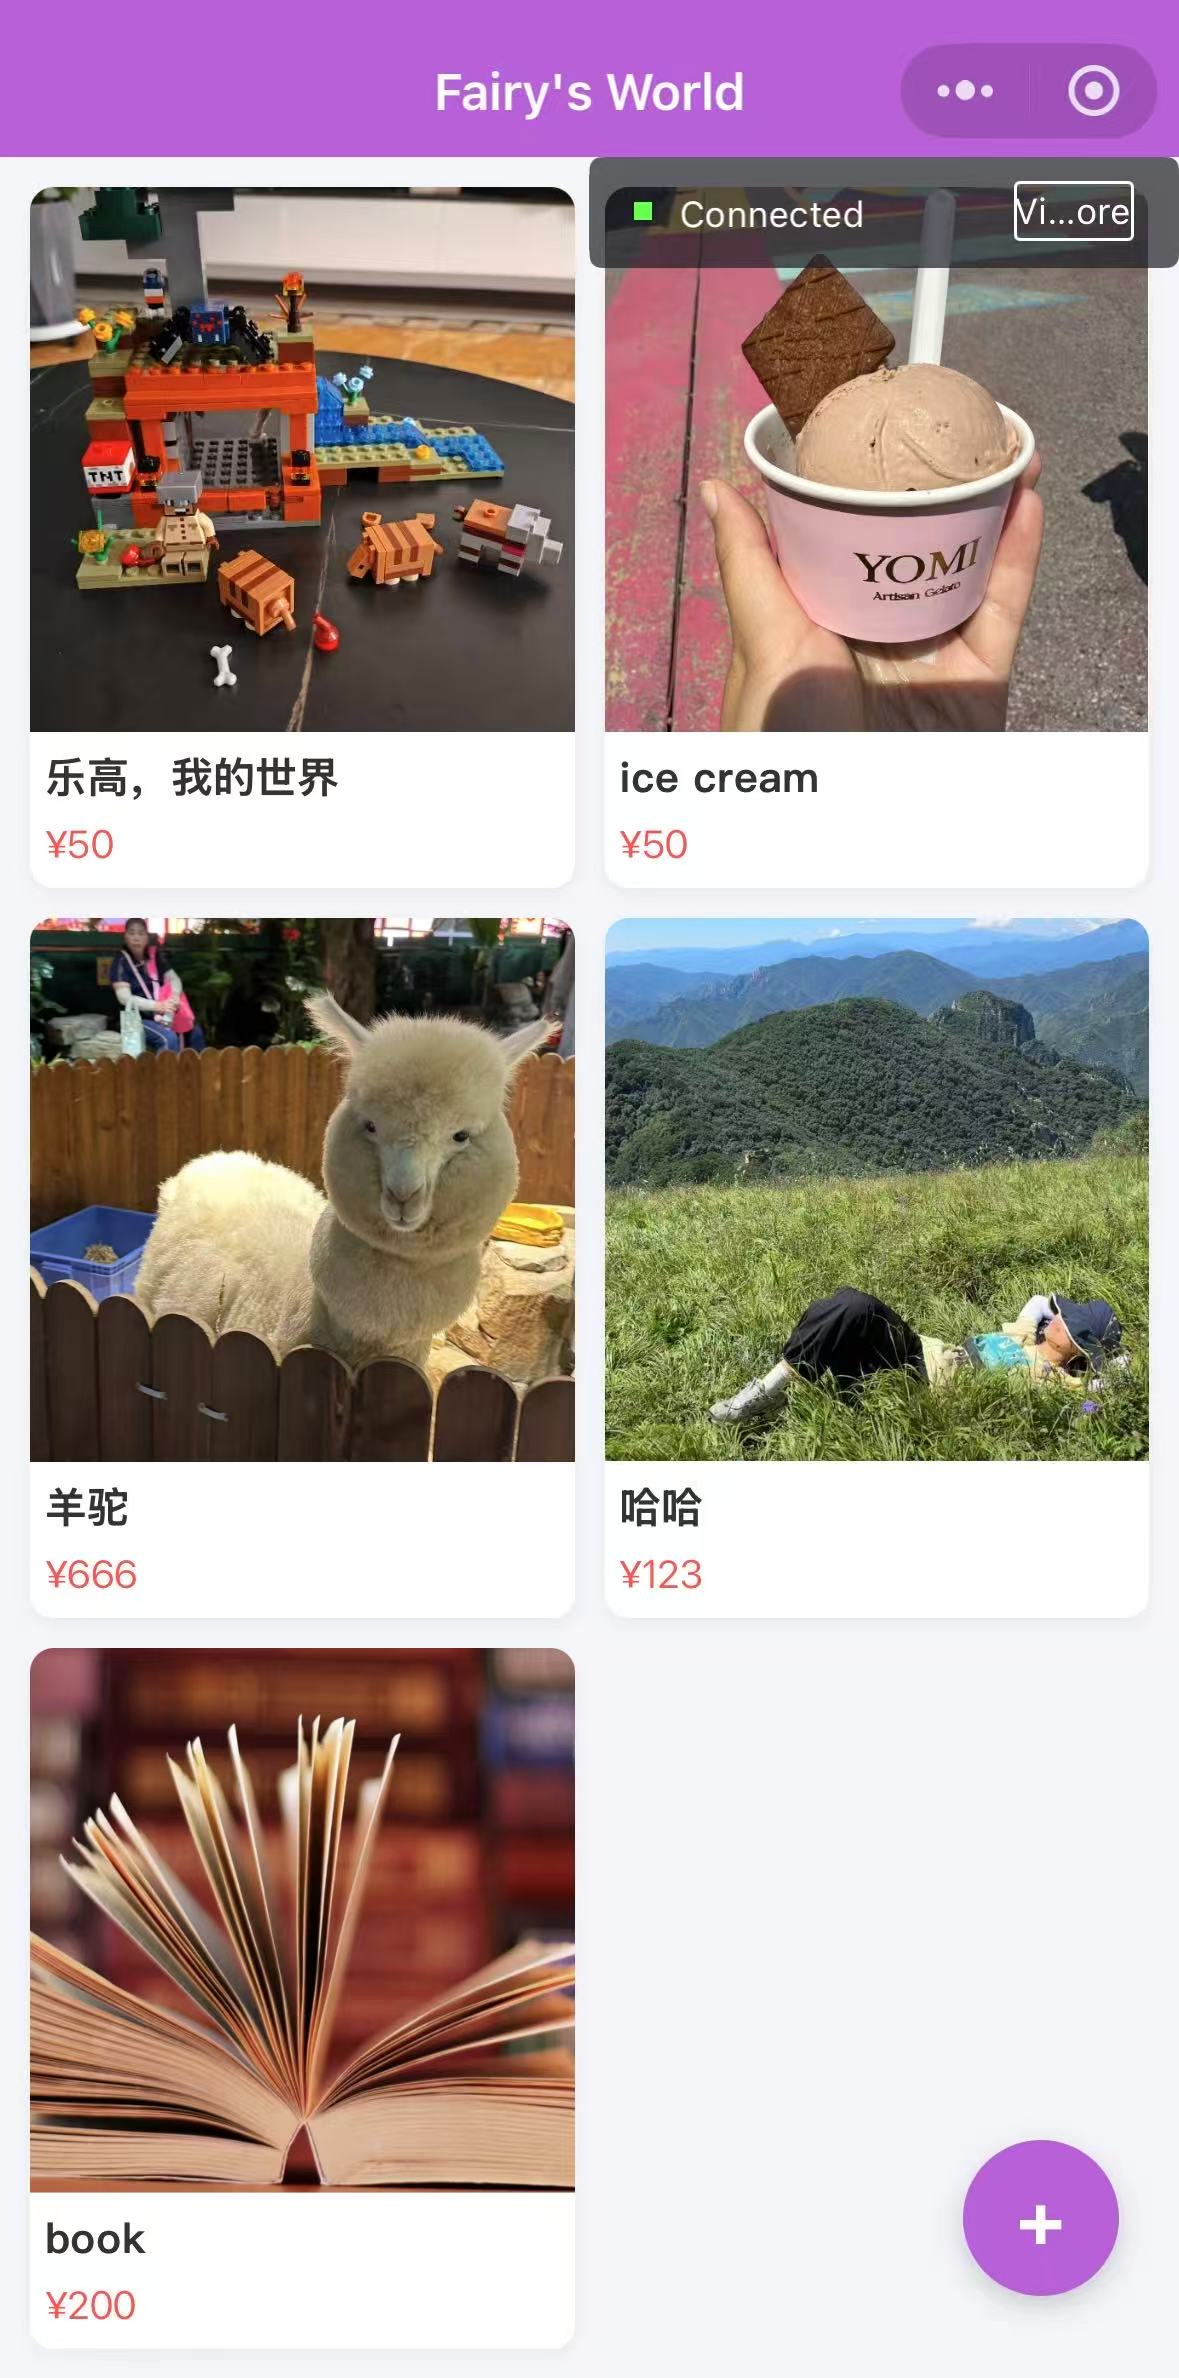 Fairy's World
Connected
Vi...ore
TNT
YOMI
Artisan Gelato
乐高，我的世界
¥50
ice cream
¥50
羊驼
¥666
哈哈
¥123
book
¥200
+